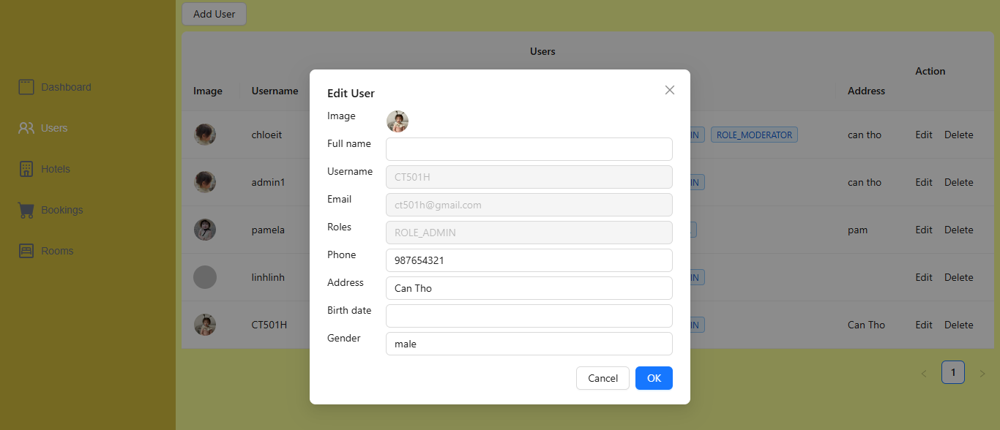 Add User
Dashboard
Users
Hotels
Bookings
Rooms
Users
Action
Image Username Address
chloeit IN ROLE_MODERATOR can tho Edit Delete
admin1 IN can tho Edit Delete
pamela pam Edit Delete
linhlinh IN Edit Delete
CT501H IN Can Tho Edit Delete
1
Edit User
Image
Full name
Username CT501H
Email ct501h@gmail.com
Roles ROLE_ADMIN
Phone 987654321
Address Can Tho
Birth date
Gender male
Cancel OK